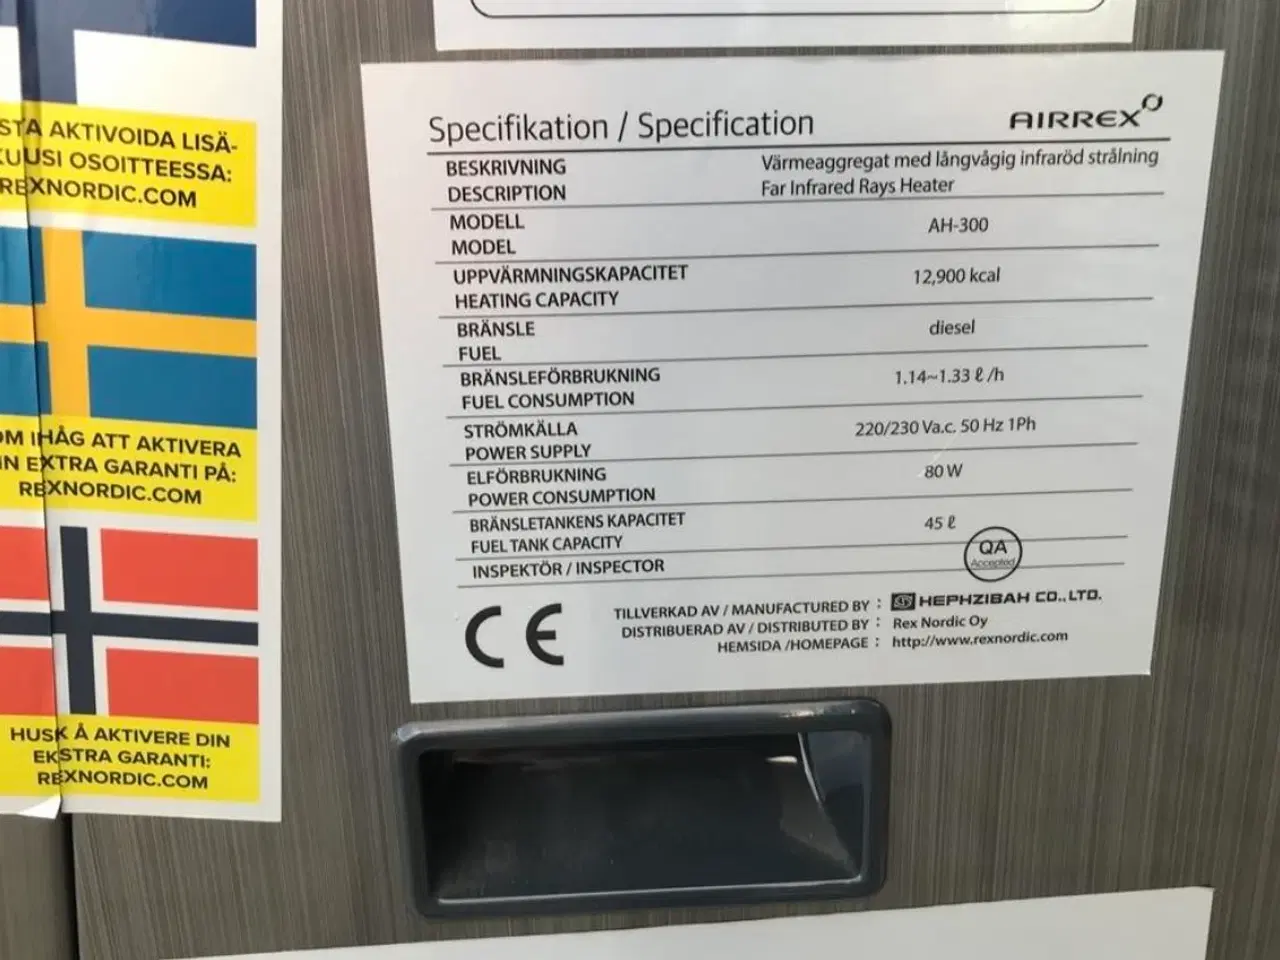 STA AKTIVOIDA LISÄ-
KUUSI OSOITTEESSA:
REXNORDIC.COM
OM IHÅG ATT AKTIVERA
IN EXTRA GARANTI PÅ:
REXNORDIC.COM
HUSK Å AKTIVERE DIN
EKSTRA GARANTI:
REXNORDIC.COM
Specifikation / Specification
AIRREX
BESKRIVNING
DESCRIPTION
Värmeaggregat med långvågig infraröd strålning
Far Infrared Rays Heater
MODELL
MODEL
AH-300
UPPVÄRMNINGSKAPACITET
HEATING CAPACITY
12,900 kcal
BRÄNSLE
FUEL
diesel
BRÄNSLEFÖRBRUKNING
FUEL CONSUMPTION
1.14~1.33 ℓ /h
STRÖMKÄLLA
POWER SUPPLY
220/230 Va.c. 50 Hz 1Ph
ELFÖRBRUKNING
POWER CONSUMPTION
80 W
BRÄNSLETANKENS KAPACITET
FUEL TANK CAPACITY
45 ℓ
INSPEKTÖR / INSPECTOR
QA
Accepted
CE
TILLVERKAD AV / MANUFACTURED BY : HEPHZIBAH CO., LTD.
DISTRIBUERAD AV / DISTRIBUTED BY : Rex Nordic Oy
HEMSIDA /HOMEPAGE : http://www.rexnordic.com